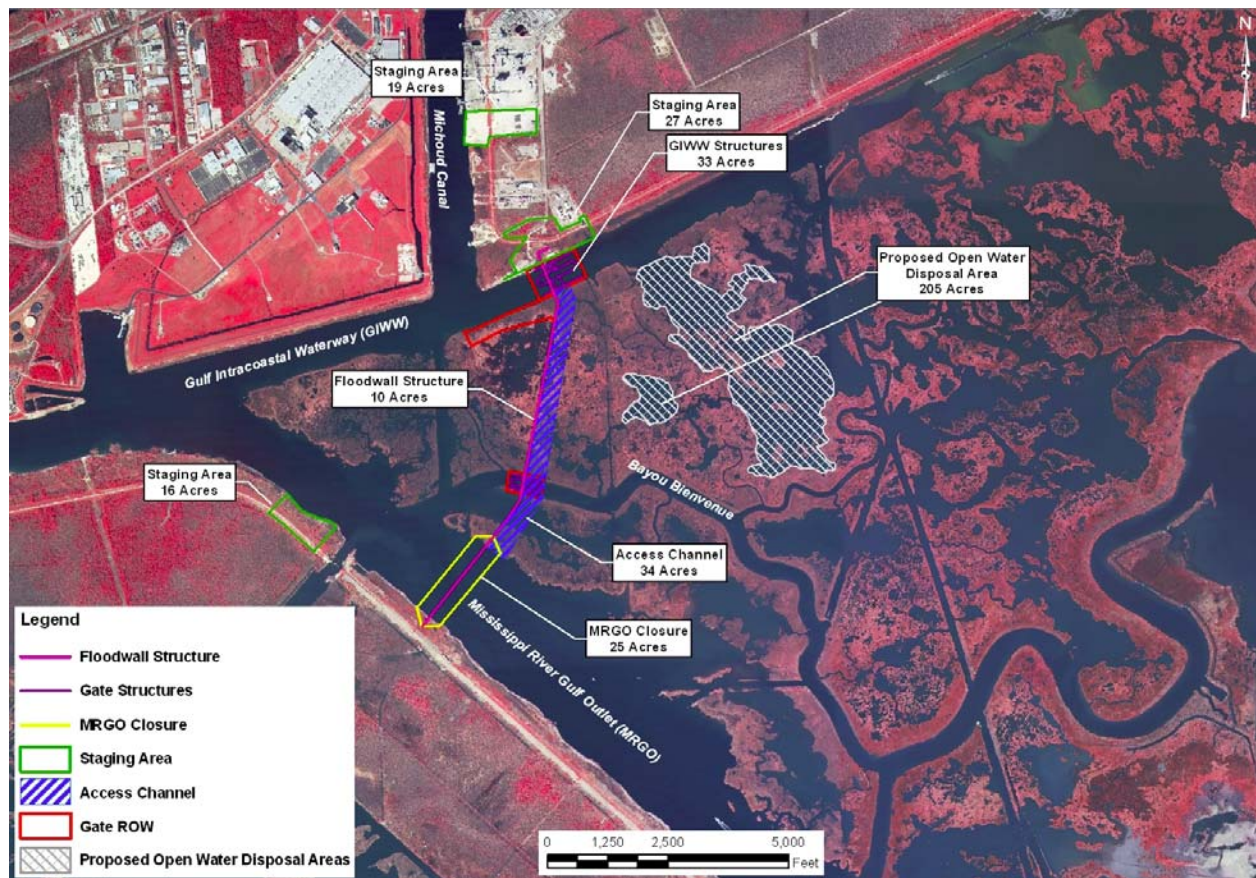 N
Staging Area
19 Acres
Staging Area
27 Acres
GIWW Structures
33 Acres
Michoud Canal
Proposed Open Water
Disposal Area
205 Acres
Gulf Intracoastal Waterway (GIWW)
Floodwall Structure
10 Acres
Staging Area
16 Acres
Bayou Bienvenue
Access Channel
34 Acres
MRGO Closure
25 Acres
Mississippi River Gulf Outlet (MRGO)
Legend
Floodwall Structure
Gate Structures
MRGO Closure
Staging Area
Access Channel
Gate ROW
Proposed Open Water Disposal Areas
0 1,250 2,500 5,000
Feet